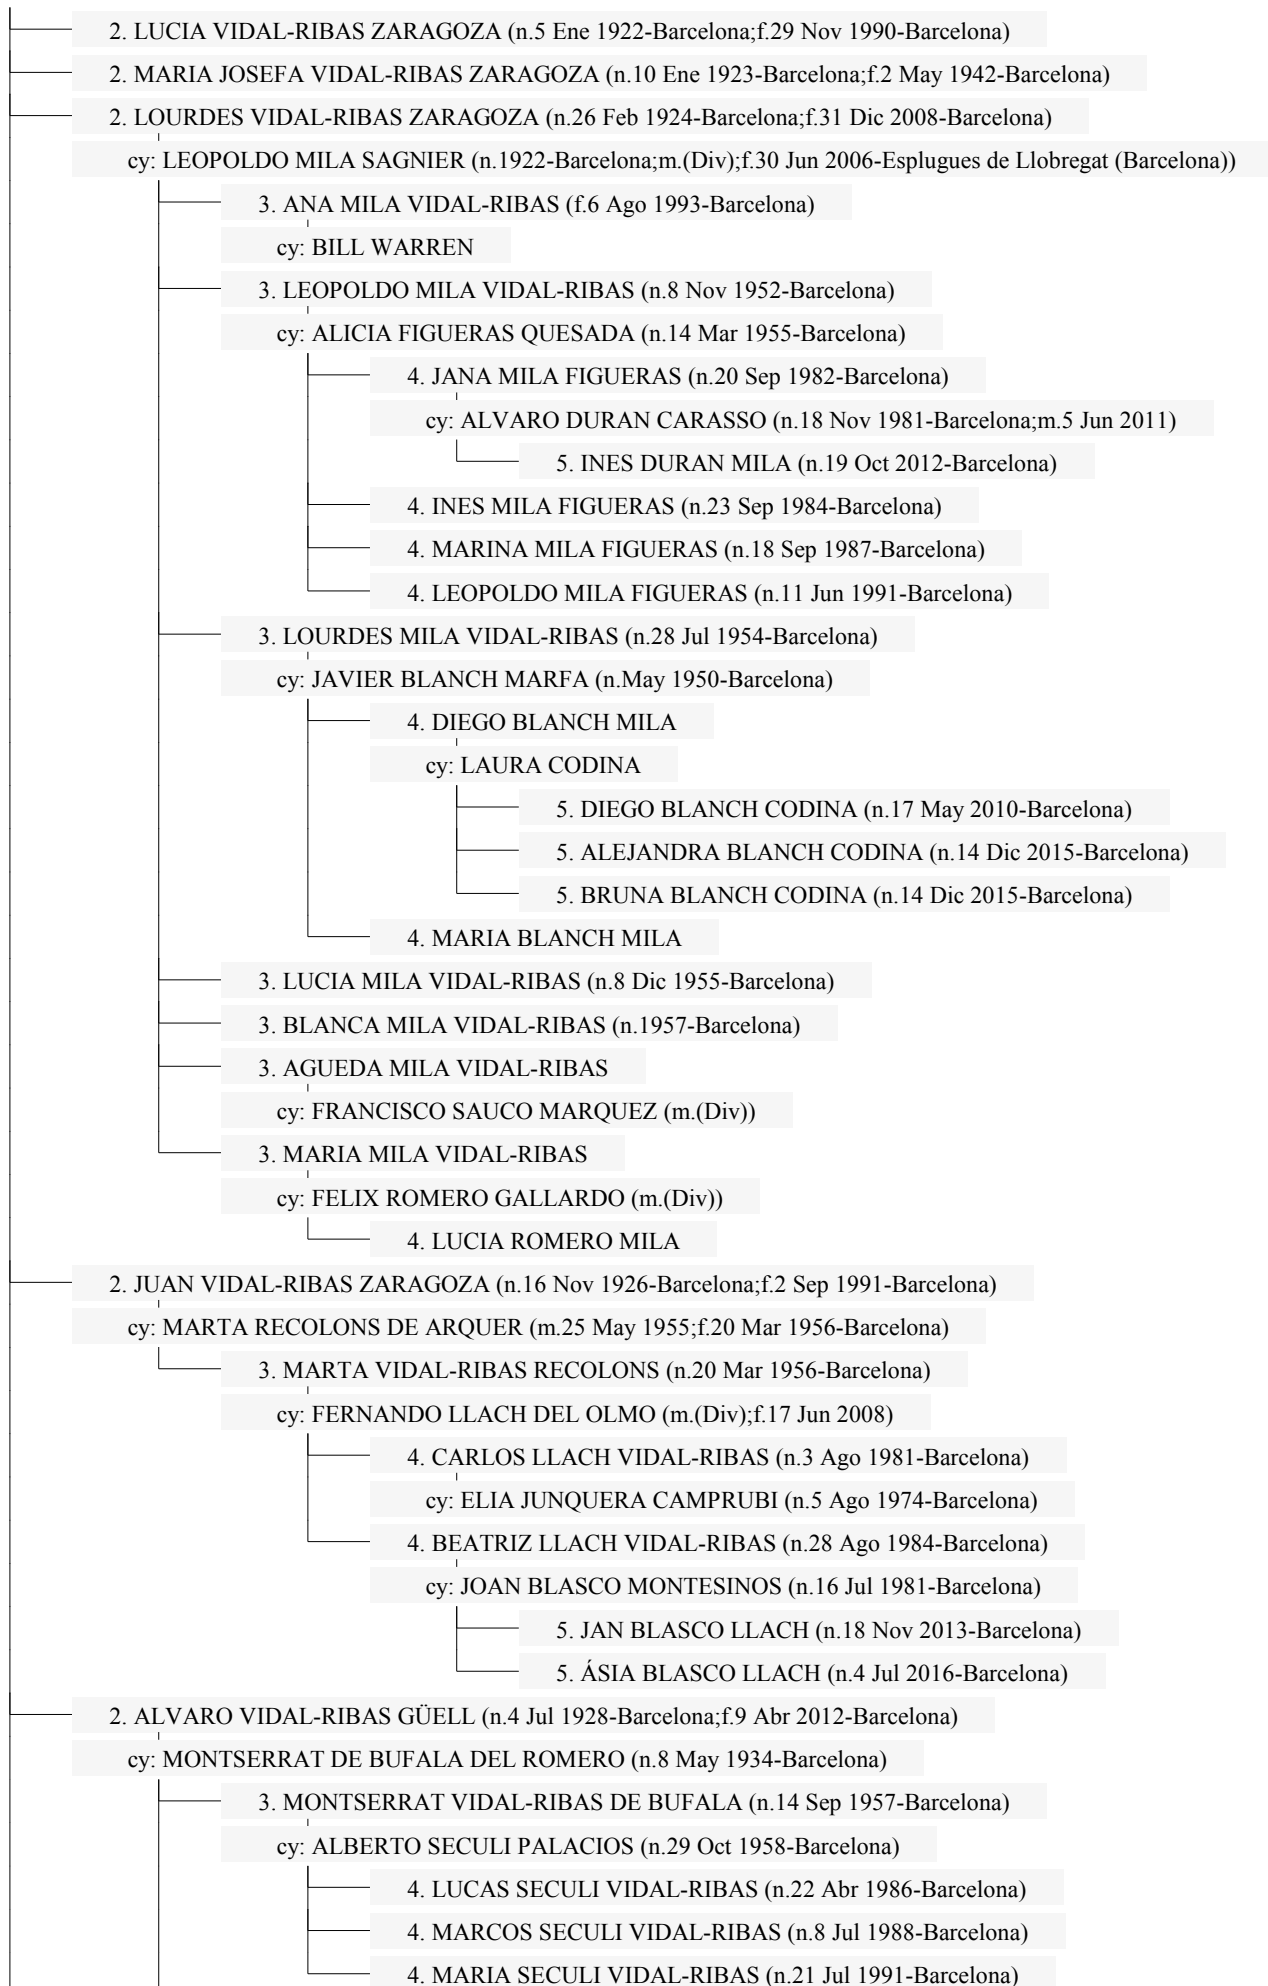 2. LUCIA VIDAL-RIBAS ZARAGOZA (n.5 Ene 1922-Barcelona;f.29 Nov 1990-Barcelona)
2. MARIA JOSEFA VIDAL-RIBAS ZARAGOZA (n.10 Ene 1923-Barcelona;f.2 May 1942-Barcelona)
2. LOURDES VIDAL-RIBAS ZARAGOZA (n.26 Feb 1924-Barcelona;f.31 Dic 2008-Barcelona)
cy: LEOPOLDO MILA SAGNIER (n.1922-Barcelona;m.(Div);f.30 Jun 2006-Esplugues de Llobregat (Barcelona))
3. ANA MILA VIDAL-RIBAS (f.6 Ago 1993-Barcelona)
cy: BILL WARREN
3. LEOPOLDO MILA VIDAL-RIBAS (n.8 Nov 1952-Barcelona)
cy: ALICIA FIGUERAS QUESADA (n.14 Mar 1955-Barcelona)
4. JANA MILA FIGUERAS (n.20 Sep 1982-Barcelona)
cy: ALVARO DURAN CARASSO (n.18 Nov 1981-Barcelona;m.5 Jun 2011)
5. INES DURAN MILA (n.19 Oct 2012-Barcelona)
4. INES MILA FIGUERAS (n.23 Sep 1984-Barcelona)
4. MARINA MILA FIGUERAS (n.18 Sep 1987-Barcelona)
4. LEOPOLDO MILA FIGUERAS (n.11 Jun 1991-Barcelona)
3. LOURDES MILA VIDAL-RIBAS (n.28 Jul 1954-Barcelona)
cy: JAVIER BLANCH MARFA (n.May 1950-Barcelona)
4. DIEGO BLANCH MILA
cy: LAURA CODINA
5. DIEGO BLANCH CODINA (n.17 May 2010-Barcelona)
5. ALEJANDRA BLANCH CODINA (n.14 Dic 2015-Barcelona)
5. BRUNA BLANCH CODINA (n.14 Dic 2015-Barcelona)
4. MARIA BLANCH MILA
3. LUCIA MILA VIDAL-RIBAS (n.8 Dic 1955-Barcelona)
3. BLANCA MILA VIDAL-RIBAS (n.1957-Barcelona)
3. AGUEDA MILA VIDAL-RIBAS
cy: FRANCISCO SAUCO MARQUEZ (m.(Div))
3. MARIA MILA VIDAL-RIBAS
cy: FELIX ROMERO GALLARDO (m.(Div))
4. LUCIA ROMERO MILA
2. JUAN VIDAL-RIBAS ZARAGOZA (n.16 Nov 1926-Barcelona;f.2 Sep 1991-Barcelona)
cy: MARTA RECOLONS DE ARQUER (m.25 May 1955;f.20 Mar 1956-Barcelona)
3. MARTA VIDAL-RIBAS RECOLONS (n.20 Mar 1956-Barcelona)
cy: FERNANDO LLACH DEL OLMO (m.(Div);f.17 Jun 2008)
4. CARLOS LLACH VIDAL-RIBAS (n.3 Ago 1981-Barcelona)
cy: ELIA JUNQUERA CAMPRUBI (n.5 Ago 1974-Barcelona)
4. BEATRIZ LLACH VIDAL-RIBAS (n.28 Ago 1984-Barcelona)
cy: JOAN BLASCO MONTESINOS (n.16 Jul 1981-Barcelona)
5. JAN BLASCO LLACH (n.18 Nov 2013-Barcelona)
5. ÁSIA BLASCO LLACH (n.4 Jul 2016-Barcelona)
2. ALVARO VIDAL-RIBAS GÜELL (n.4 Jul 1928-Barcelona;f.9 Abr 2012-Barcelona)
cy: MONTSERRAT DE BUFALA DEL ROMERO (n.8 May 1934-Barcelona)
3. MONTSERRAT VIDAL-RIBAS DE BUFALA (n.14 Sep 1957-Barcelona)
cy: ALBERTO SECULI PALACIOS (n.29 Oct 1958-Barcelona)
4. LUCAS SECULI VIDAL-RIBAS (n.22 Abr 1986-Barcelona)
4. MARCOS SECULI VIDAL-RIBAS (n.8 Jul 1988-Barcelona)
4. MARIA SECULI VIDAL-RIBAS (n.21 Jul 1991-Barcelona)